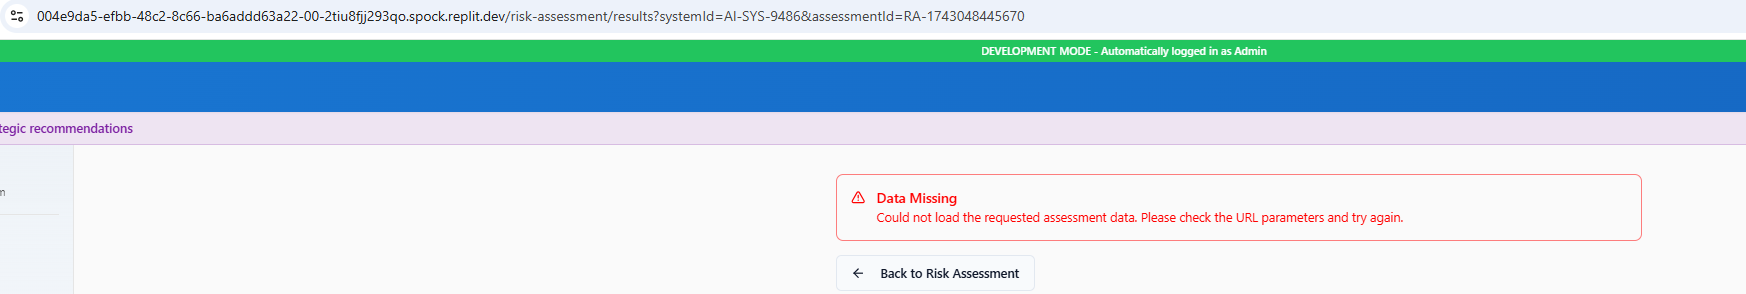 004e9da5-efbb-48c2-8c66-ba6addd63a22-00-2tiu8fjj293qo.spock.replit.dev/risk-assessment/results?systemId=AI-SYS-9486&assessmentId=RA-1743048445670
DEVELOPMENT MODE - Automatically logged in as Admin
tegic recommendations
m
Data Missing
Could not load the requested assessment data. Please check the URL parameters and try again.
Back to Risk Assessment